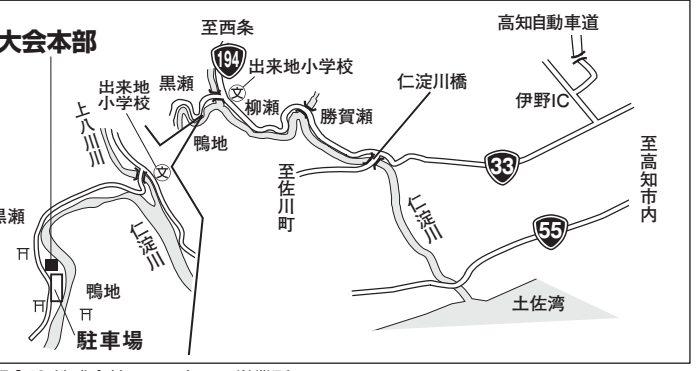 大会本部
至西条
194
出来地小学校
高知自動車道
黒瀬
出来地
小学校
文
柳瀬
勝賀瀬
仁淀川橋
伊野IC
上八川川
鴨地
33
至高知市内
至佐川町
文
黒瀬
仁淀川
仁淀川
55
鴨地
土佐湾
駐車場